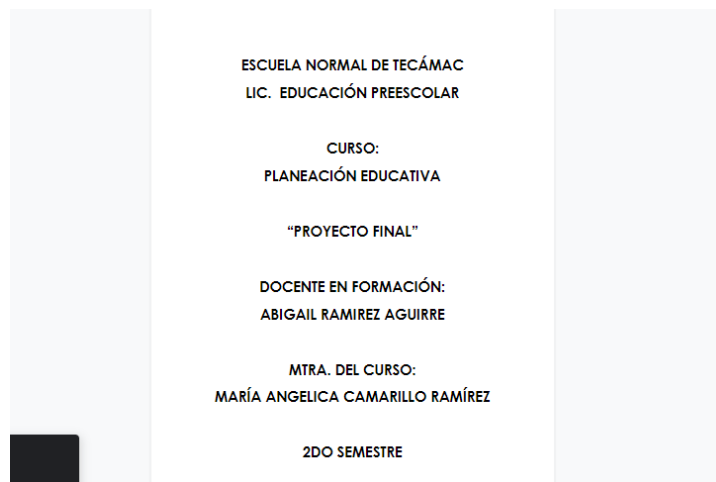 ESCUELA NORMAL DE TECÁMAC
LIC.  EDUCACIÓN PREESCOLAR
CURSO:
PLANEACIÓN EDUCATIVA
“PROYECTO FINAL”
DOCENTE EN FORMACIÓN:
ABIGAIL RAMIREZ AGUIRRE
MTRA. DEL CURSO:
MARÍA ANGELICA CAMARILLO RAMÍREZ
2DO SEMESTRE